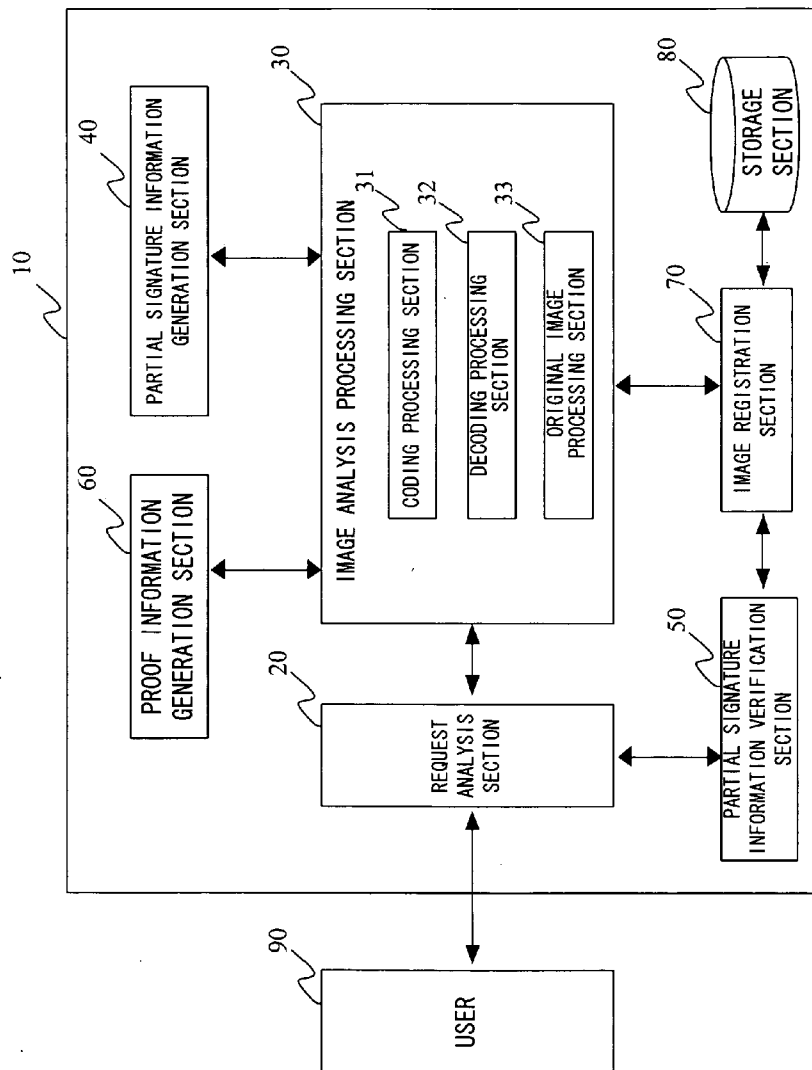 10
60
PROOF INFORMATION
GENERATION SECTION
40
PARTIAL SIGNATURE INFORMATION
GENERATION SECTION
90
USER
20
REQUEST
ANALYSIS
SECTION
30
IMAGE ANALYSIS PROCESSING SECTION
31
CODING PROCESSING SECTION
32
DECODING PROCESSING
SECTION
33
ORIGINAL IMAGE
PROCESSING SECTION
50
PARTIAL SIGNATURE
INFORMATION VERIFICATION
SECTION
70
IMAGE REGISTRATION
SECTION
80
STORAGE
SECTION